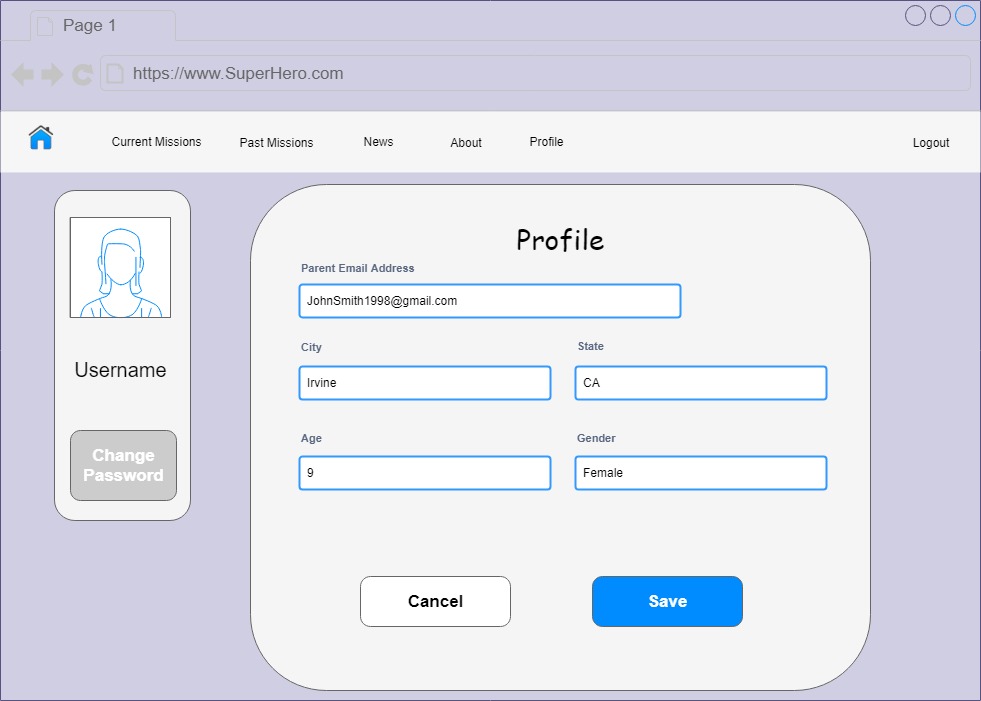 Page 1
https://www.SuperHero.com
Current Missions
Past Missions
News
About
Profile
Logout
Username
Change
Password
Profile
Parent Email Address
JohnSmith1998@gmail.com
City
State
Irvine
CA
Age
Gender
9
Female
Cancel
Save